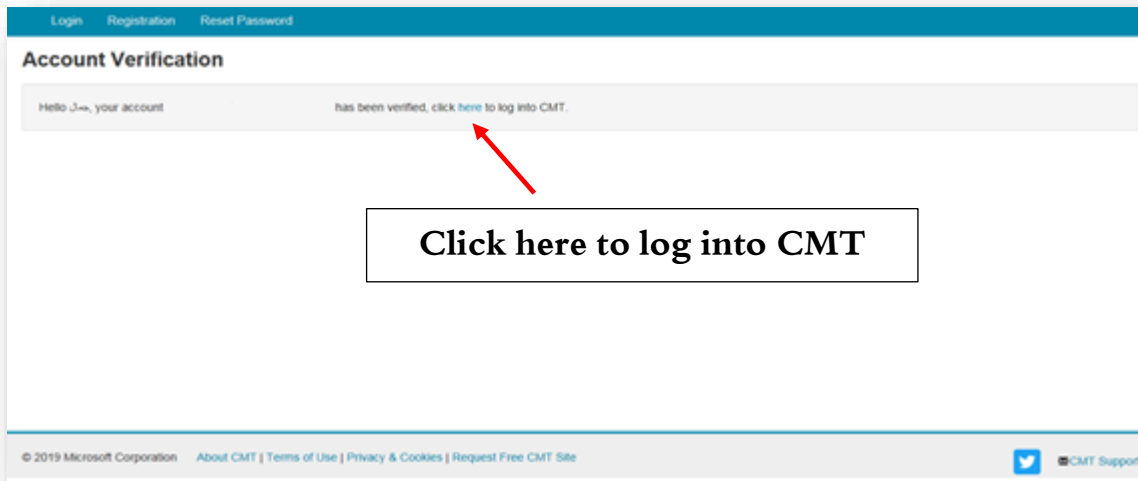 Login Registration Reset Password
Account Verification
Hello جمال, your account has been verified, click here to log into CMT.
Click here to log into CMT
© 2019 Microsoft Corporation About CMT | Terms of Use | Privacy & Cookies | Request Free CMT Site CMT Support